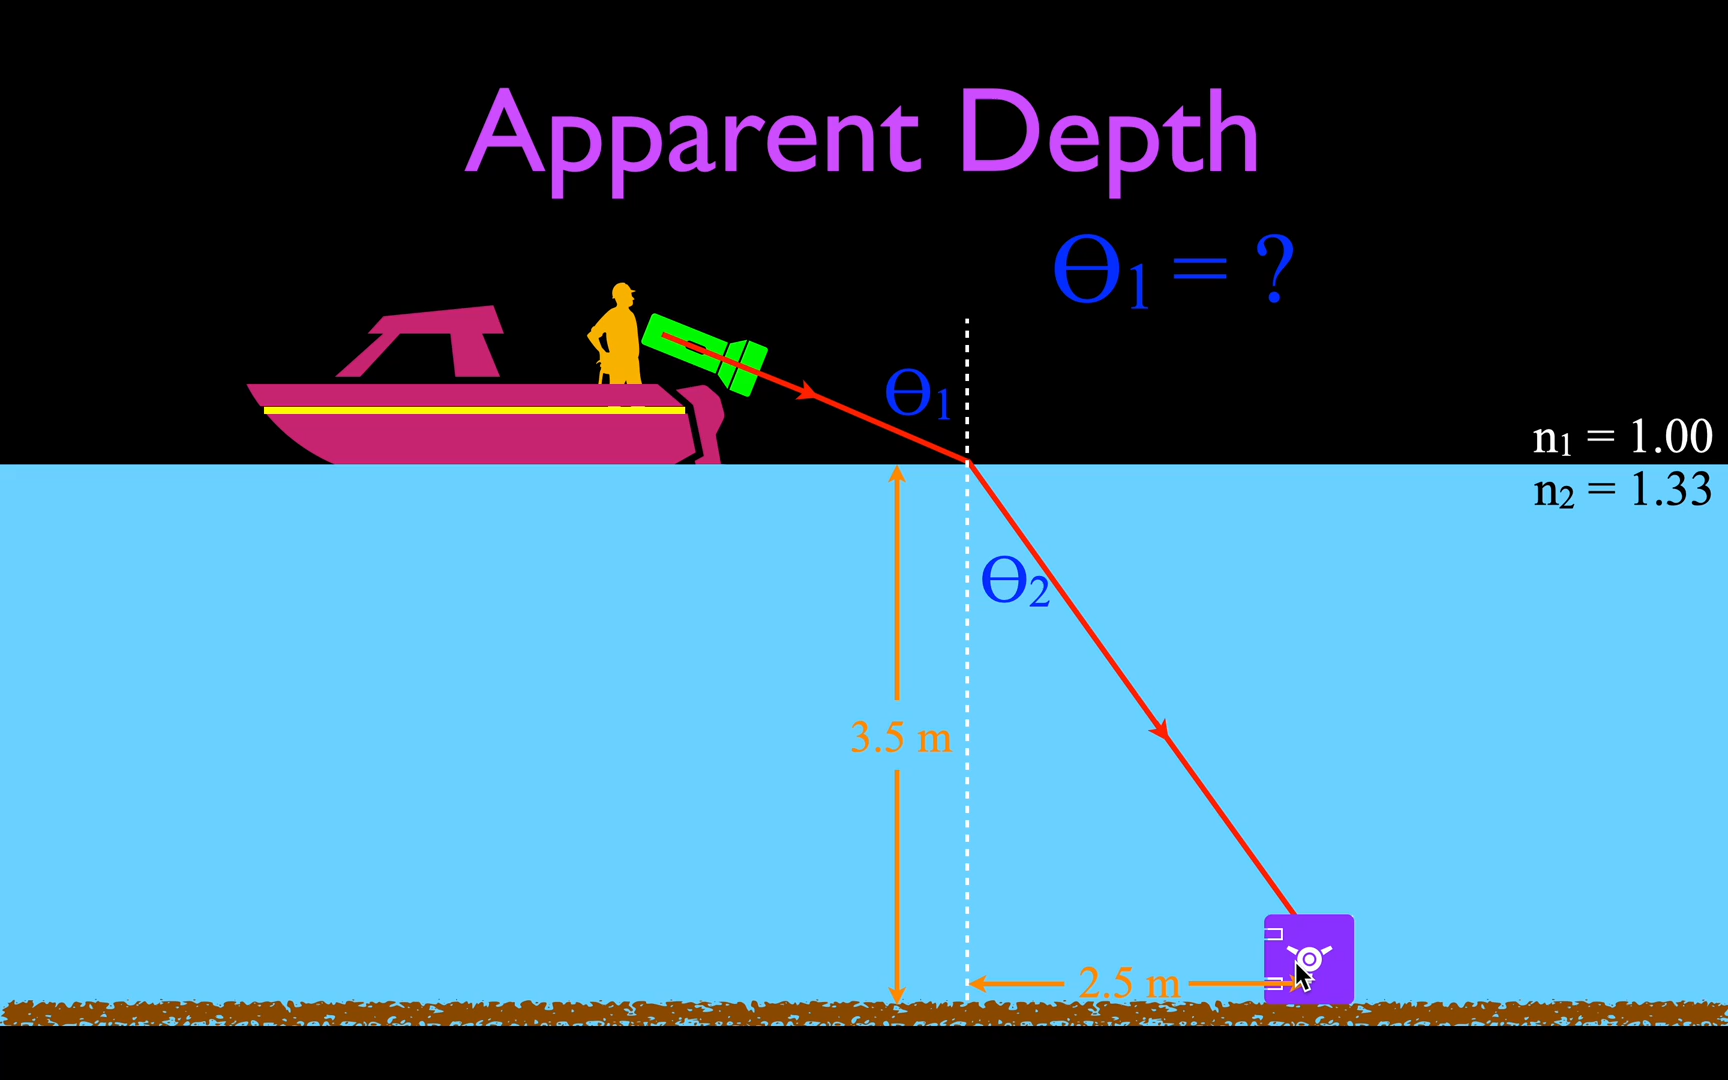 Apparent Depth
ϴ₁ = ?
ϴ₁
n₁ = 1.00
n₂ = 1.33
ϴ₂
3.5 m
2.5 m